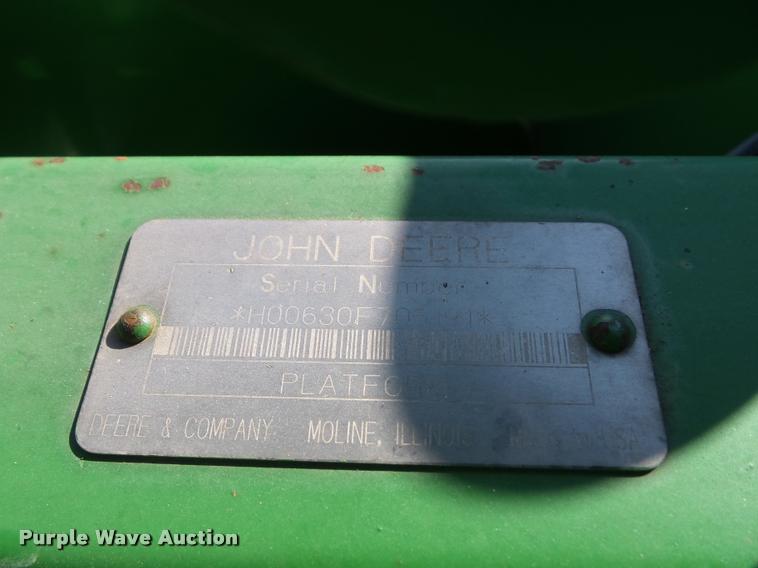 JOHN DEERE
Serial Number
PLATFORM
DEERE & COMPANY MOLINE, ILLINOIS
Purple Wave Auction